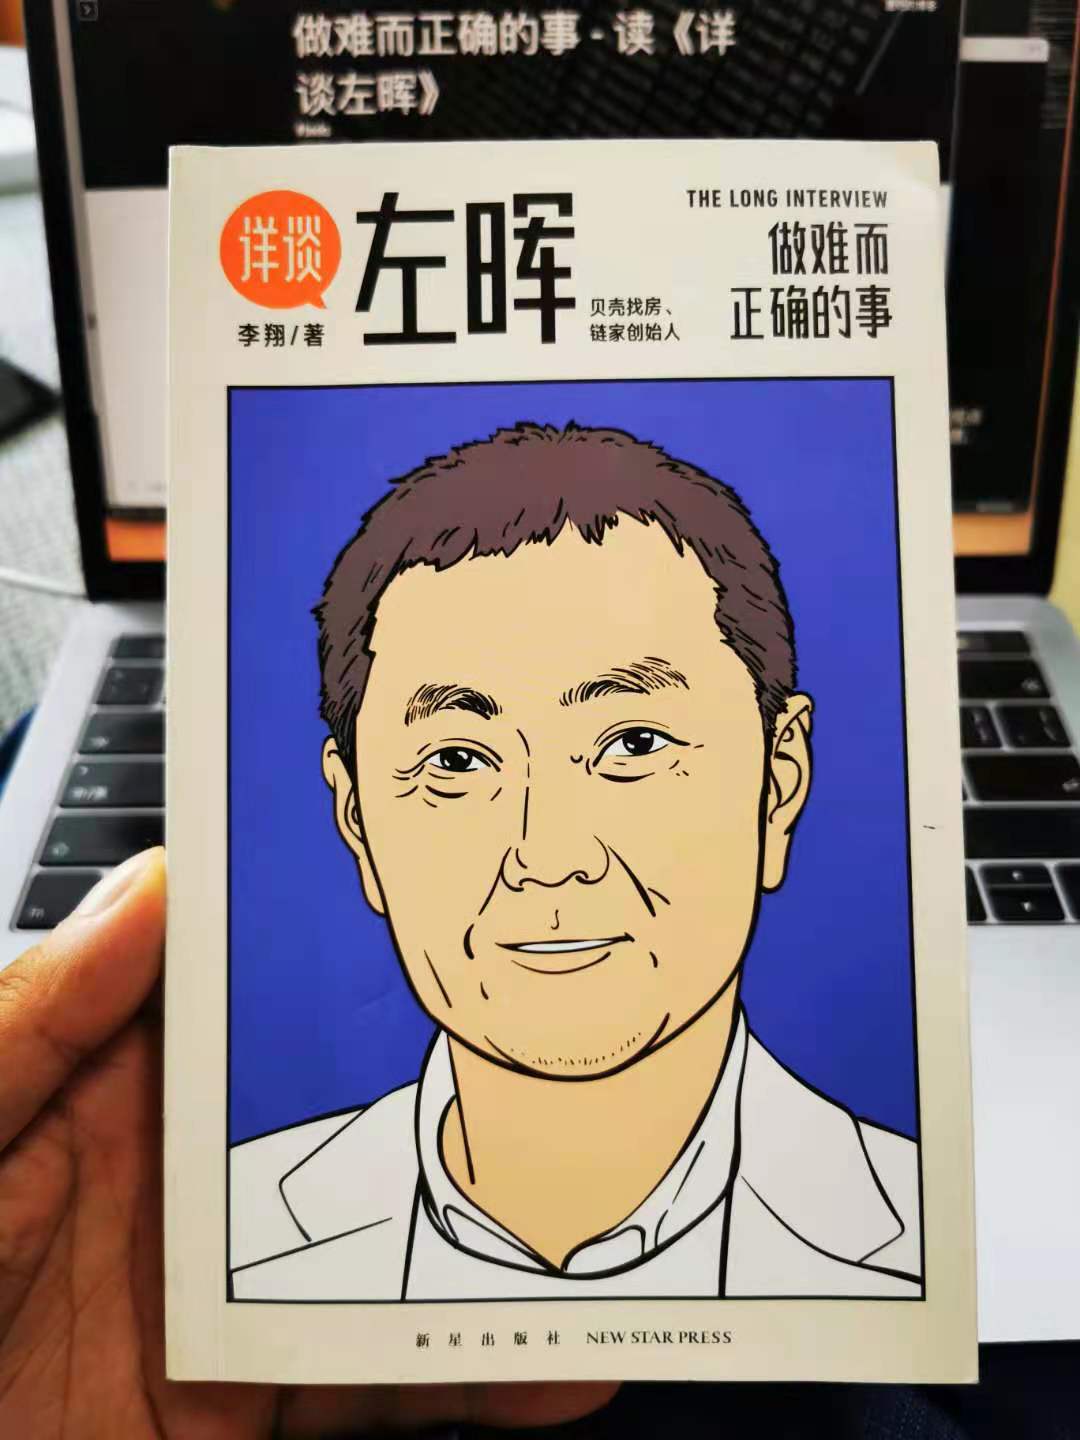 做难而正确的事 - 读《详
谈左晖》
详谈
李翔/著
左晖
贝壳找房、
链家创始人
THE LONG INTERVIEW
做难而
正确的事
新星出版社 NEW STAR PRESS